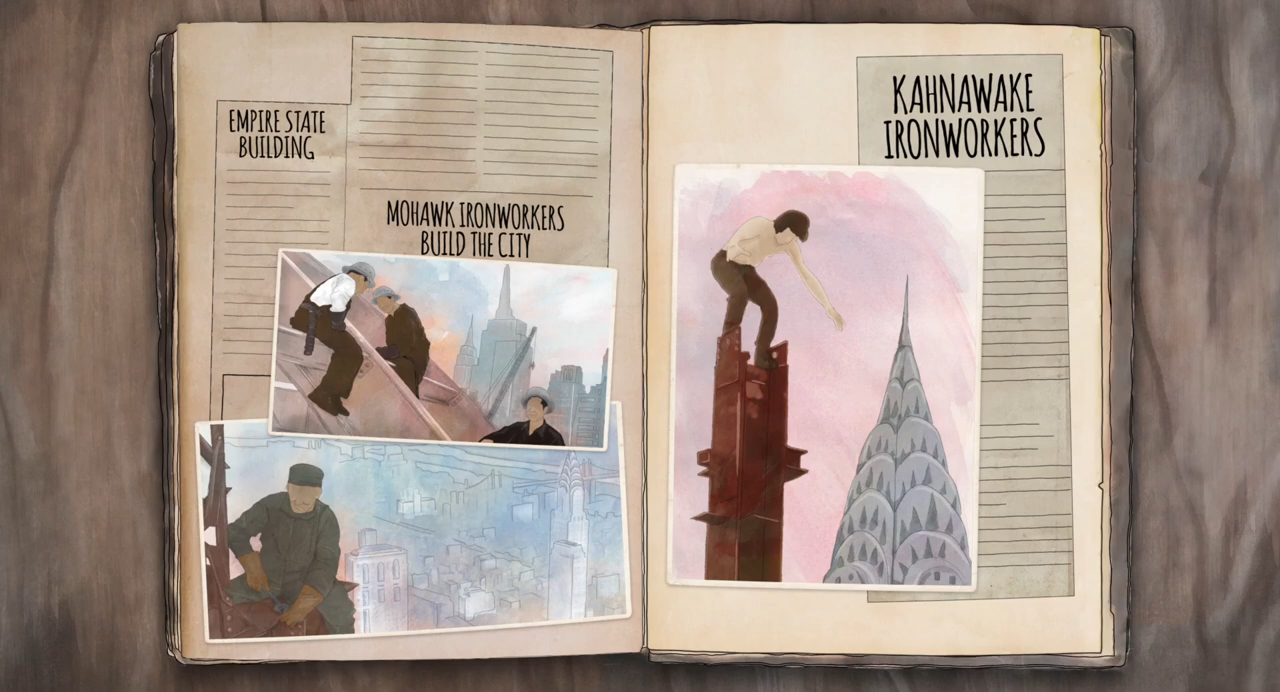 EMPIRE STATE
BUILDING
MOHAWK IRONWORKERS
BUILD THE CITY
KAHNAWAKE
IRONWORKERS